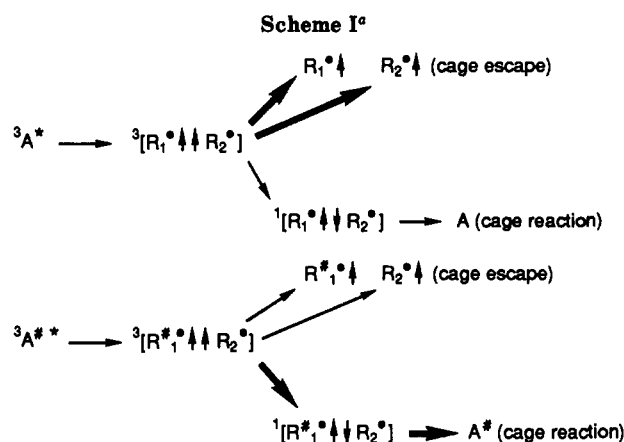 Scheme Iᵃ
R₁•↑ R₂•↑ (cage escape)
³A* → ³[R₁•↑↑R₂•]
¹[R₁•↑↓R₂•] → A (cage reaction)
R#₁•↑ R₂•↑ (cage escape)
³A#* → ³[R#₁•↑↑R₂•]
¹[R#₁•↑↓R₂•] → A# (cage reaction)